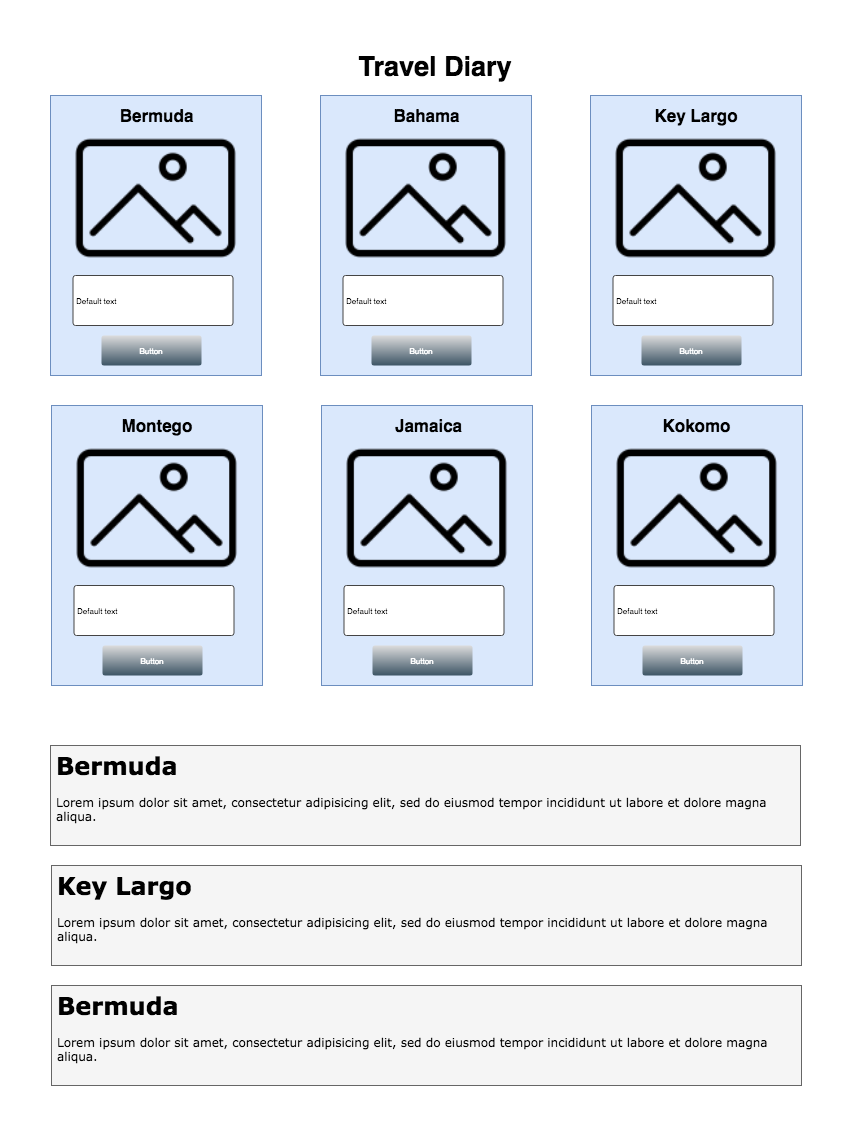 Travel Diary
Bermuda
Bahama
Key Largo
Default text
Default text
Default text
Button
Button
Button
Montego
Jamaica
Kokomo
Default text
Default text
Default text
Button
Button
Button
Bermuda
Lorem ipsum dolor sit amet, consectetur adipisicing elit, sed do eiusmod tempor incididunt ut labore et dolore magna
aliqua.
Key Largo
Lorem ipsum dolor sit amet, consectetur adipisicing elit, sed do eiusmod tempor incididunt ut labore et dolore magna
aliqua.
Bermuda
Lorem ipsum dolor sit amet, consectetur adipisicing elit, sed do eiusmod tempor incididunt ut labore et dolore magna
aliqua.